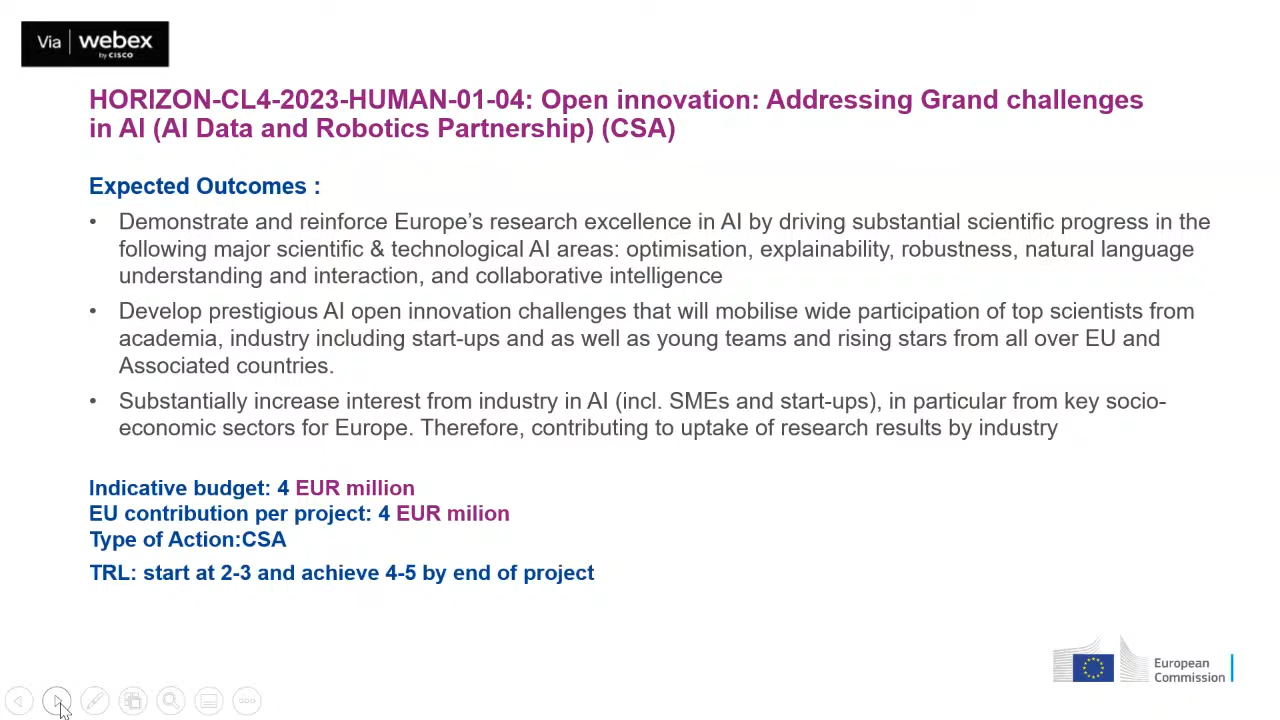 Via | webex
by CISCO
HORIZON-CL4-2023-HUMAN-01-04: Open innovation: Addressing Grand challenges
in AI (AI Data and Robotics Partnership) (CSA)
Expected Outcomes :
• Demonstrate and reinforce Europe’s research excellence in AI by driving substantial scientific progress in the
following major scientific & technological AI areas: optimisation, explainability, robustness, natural language
understanding and interaction, and collaborative intelligence
• Develop prestigious AI open innovation challenges that will mobilise wide participation of top scientists from
academia, industry including start-ups and as well as young teams and rising stars from all over EU and
Associated countries.
• Substantially increase interest from industry in AI (incl. SMEs and start-ups), in particular from key socio-
economic sectors for Europe. Therefore, contributing to uptake of research results by industry
Indicative budget: 4 EUR million
EU contribution per project: 4 EUR milion
Type of Action:CSA
TRL: start at 2-3 and achieve 4-5 by end of project
European
Commission